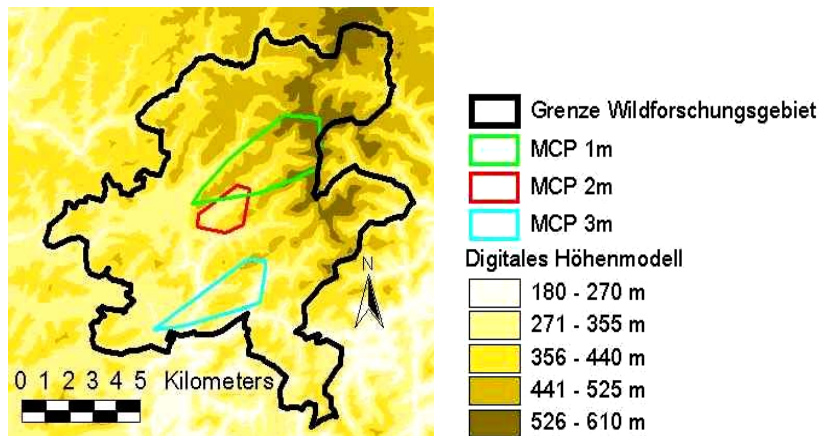 N
0 1 2 3 4 5 Kilometers
Grenze Wildforschungsgebiet
MCP 1m
MCP 2m
MCP 3m
Digitales Höhenmodell
180 - 270 m
271 - 355 m
356 - 440 m
441 - 525 m
526 - 610 m